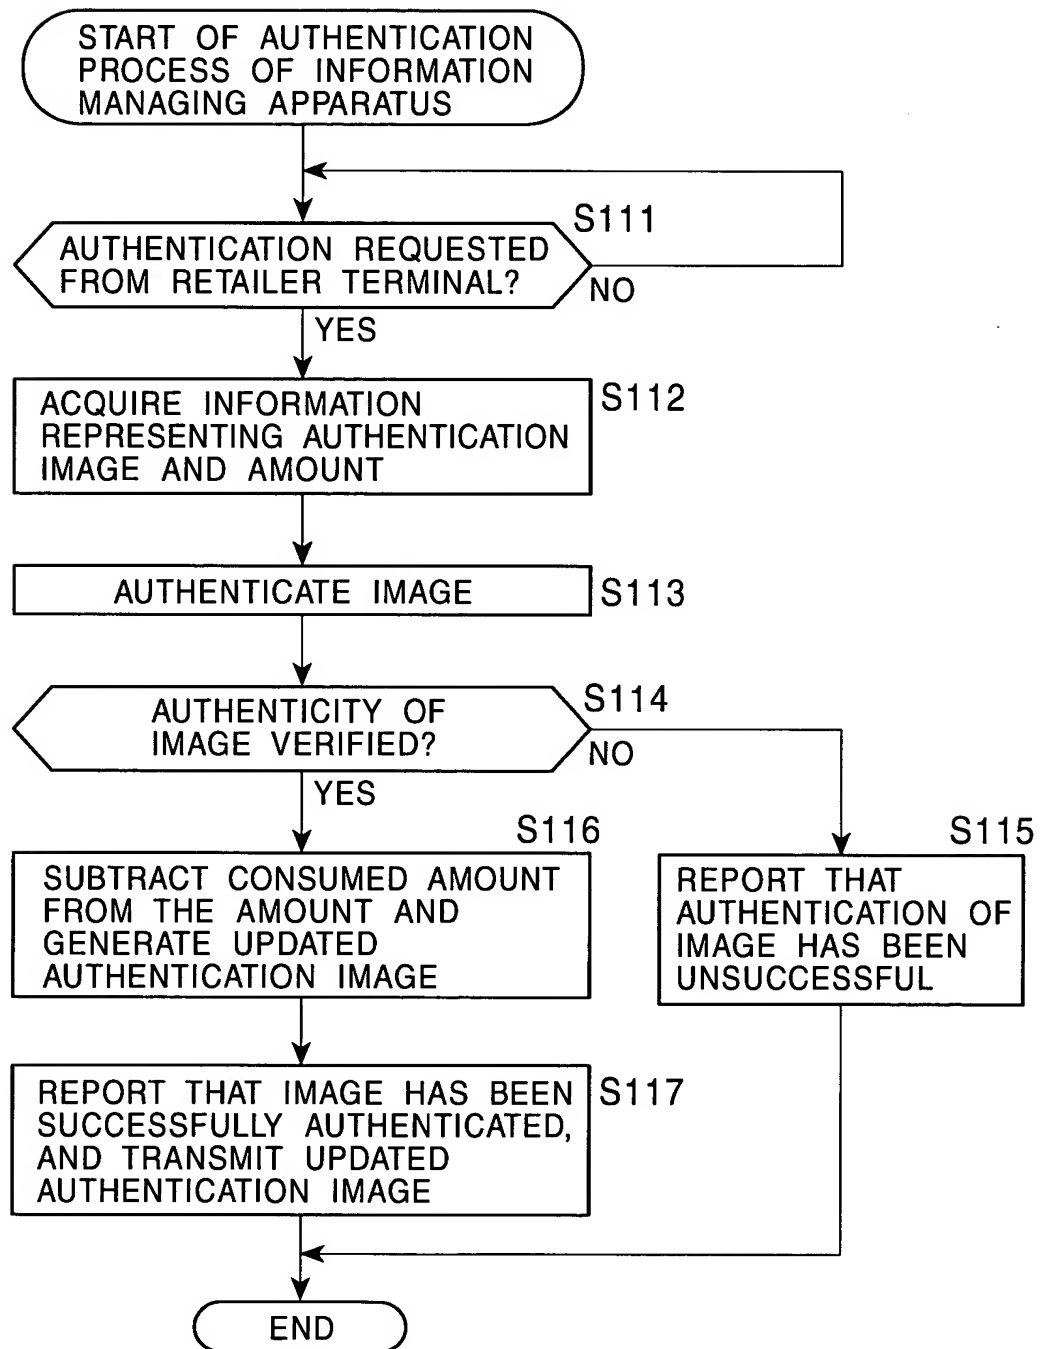 START OF AUTHENTICATION
PROCESS OF INFORMATION
MANAGING APPARATUS
S111
AUTHENTICATION REQUESTED
FROM RETAILER TERMINAL?
NO
YES
S112
ACQUIRE INFORMATION
REPRESENTING AUTHENTICATION
IMAGE AND AMOUNT
AUTHENTICATE IMAGE
S113
S114
AUTHENTICITY OF
IMAGE VERIFIED?
NO
YES
S116
SUBTRACT CONSUMED AMOUNT
FROM THE AMOUNT AND
GENERATE UPDATED
AUTHENTICATION IMAGE
S115
REPORT THAT
AUTHENTICATION OF
IMAGE HAS BEEN
UNSUCCESSFUL
S117
REPORT THAT IMAGE HAS BEEN
SUCCESSFULLY AUTHENTICATED,
AND TRANSMIT UPDATED
AUTHENTICATION IMAGE
END